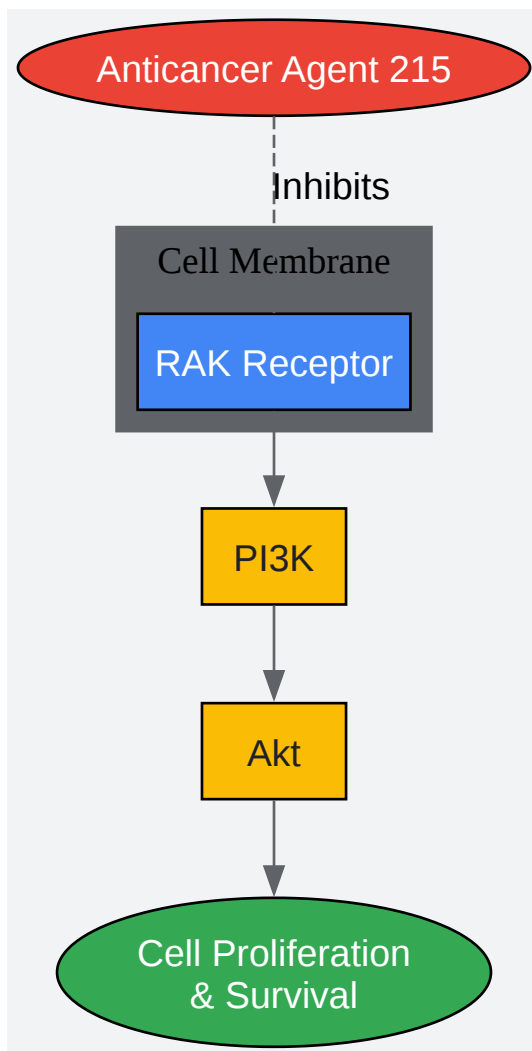 Anticancer Agent 215
Inhibits
Cell Membrane
RAK Receptor
PI3K
Akt
Cell Proliferation
& Survival